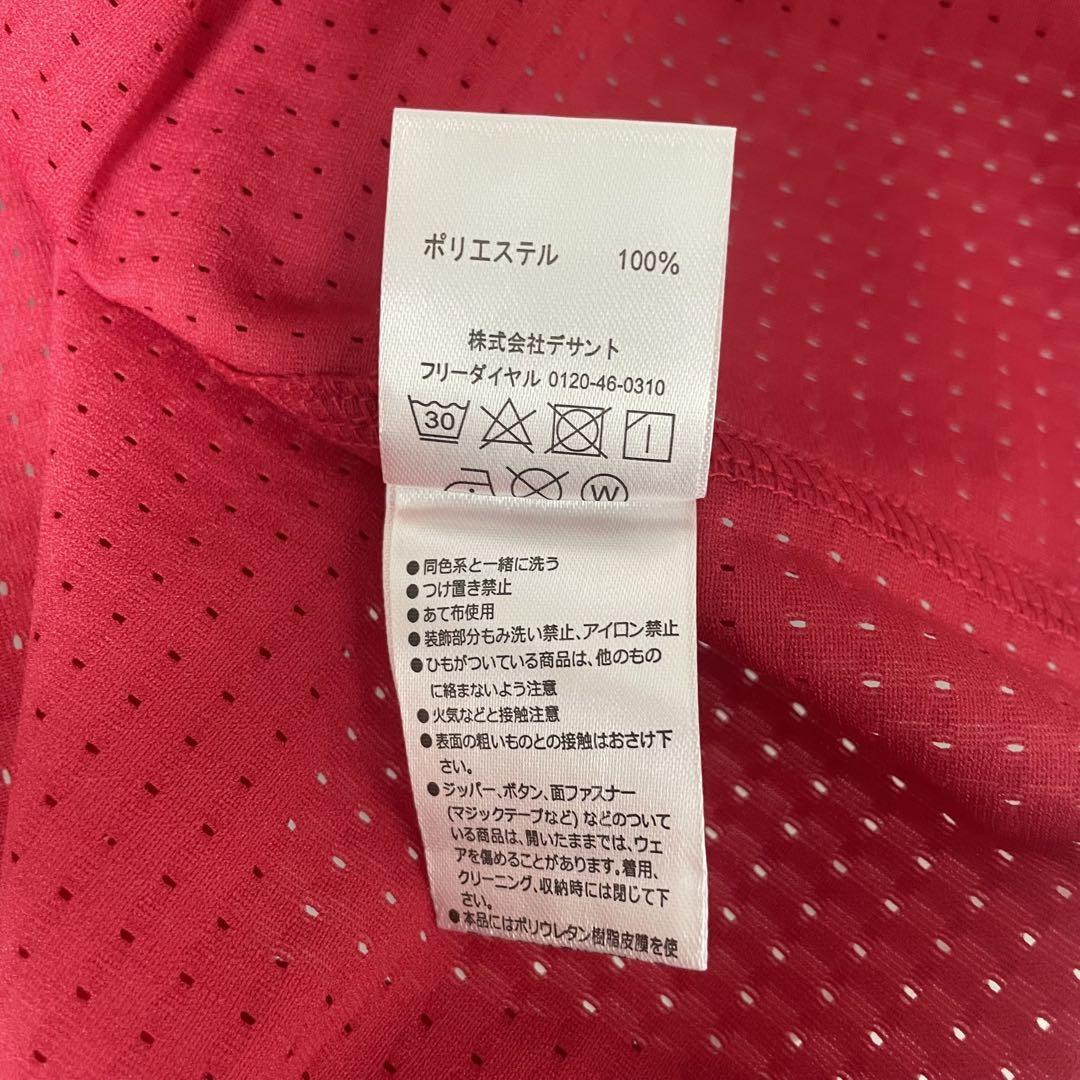 ポリエステル 100%
株式会社デサント
フリーダイヤル 0120-46-0310
30
W
●同色系と一緒に洗う
●つけ置き禁止
●あて布使用
●装飾部分もみ洗い禁止、アイロン禁止
●ひもがついている商品は、他のもの
に絡まないよう注意
●火気などと接触注意
●表面の粗いものとの接触はおさけ下
さい。
●ジッパー、ボタン、面ファスナー
(マジックテープなど) などのついて
いる商品は、開いたままでは、ウェ
アを傷めることがあります。着用、
クリーニング、収納時には閉じて下
さい。
●本品にはポリウレタン樹脂皮膜を使